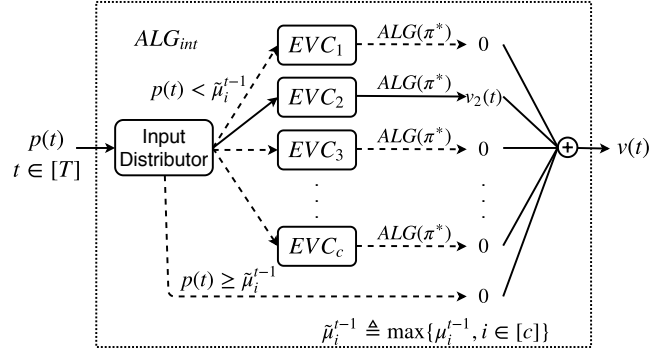 ALG_int
EVC_1 ALG(π*) 0
p(t) < μ̃_i^{t-1}
EVC_2 ALG(π*) v_2(t)
p(t)
t ∈ [T]
Input
Distributor
EVC_3 ALG(π*) 0
+ v(t)
. .
. .
. .
EVC_c ALG(π*) 0
p(t) ≥ μ̃_i^{t-1}
0
μ̃_i^{t-1} ≜ max{μ_i^{t-1}, i ∈ [c]}